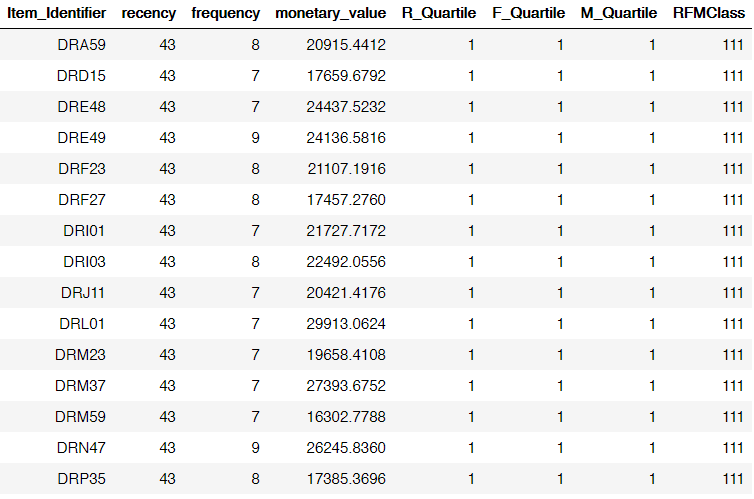 Item_Identifier recency frequency monetary_value R_Quartile F_Quartile M_Quartile RFMClass
DRA59 43 8 20915.4412 1 1 1 111
DRD15 43 7 17659.6792 1 1 1 111
DRE48 43 7 24437.5232 1 1 1 111
DRE49 43 9 24136.5816 1 1 1 111
DRF23 43 8 21107.1916 1 1 1 111
DRF27 43 8 17457.2760 1 1 1 111
DRI01 43 7 21727.7172 1 1 1 111
DRI03 43 8 22492.0556 1 1 1 111
DRJ11 43 7 20421.4176 1 1 1 111
DRL01 43 7 29913.0624 1 1 1 111
DRM23 43 7 19658.4108 1 1 1 111
DRM37 43 7 27393.6752 1 1 1 111
DRM59 43 7 16302.7788 1 1 1 111
DRN47 43 9 26245.8360 1 1 1 111
DRP35 43 8 17385.3696 1 1 1 111